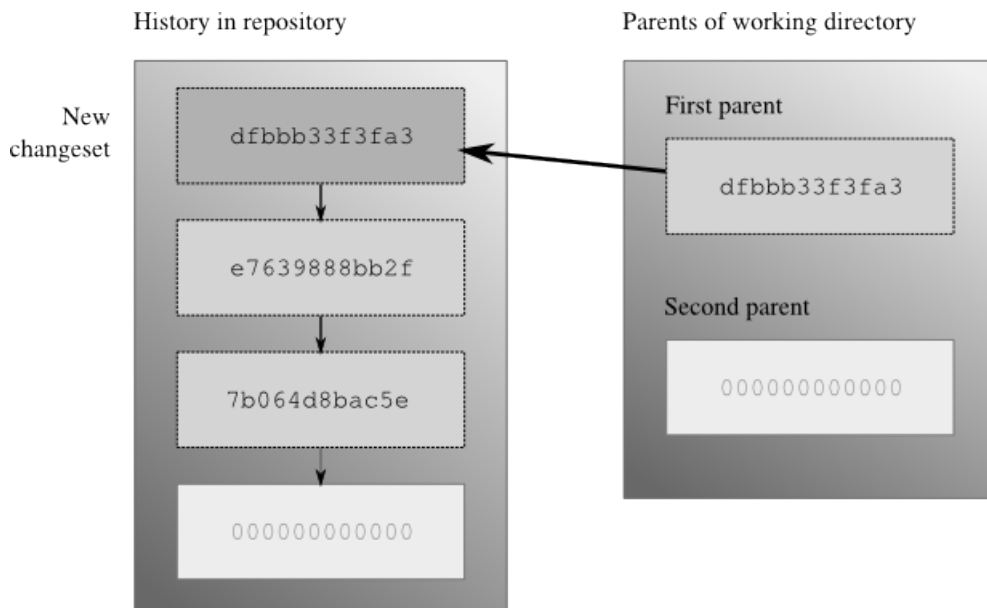 History in repository
Parents of working directory
New
changeset
dfbbb33f3fa3
e7639888bb2f
7b064d8bac5e
000000000000
First parent
dfbbb33f3fa3
Second parent
000000000000